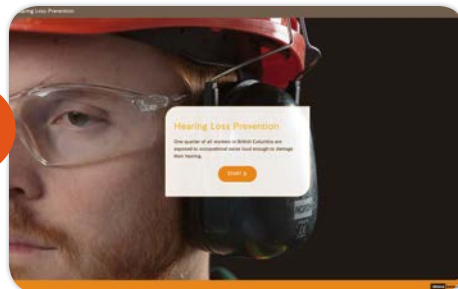 Hearing Loss Prevention
Hearing Loss Prevention
One quarter of all workers in British Columbia are
exposed to occupational noise loud enough to damage
their hearing.
START